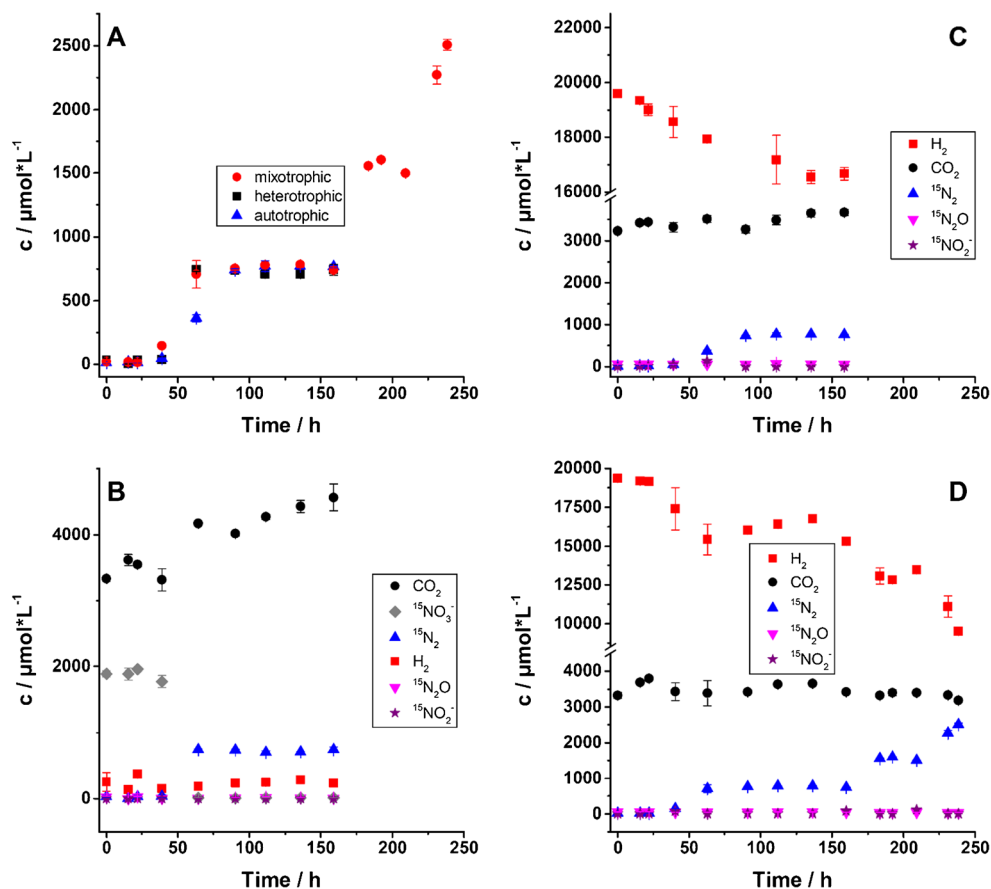 A
2500
2000
1500
1000
500
0
c / µmol*L⁻¹
mixotrophic
heterotrophic
autotrophic
0 50 100 150 200 250
Time / h
C
20000
18000
16000
3000
2000
1000
0
c / µmol*L⁻¹
H₂
CO₂
¹⁵N₂
¹⁵N₂O
¹⁵NO₂⁻
0 50 100 150 200 250
Time / h
B
4000
2000
0
c / µmol*L⁻¹
CO₂
¹⁵NO₃⁻
¹⁵N₂
H₂
¹⁵N₂O
¹⁵NO₂⁻
0 50 100 150 200 250
Time / h
D
20000
17500
15000
12500
10000
4000
3000
2000
1000
0
c / µmol*L⁻¹
H₂
CO₂
¹⁵N₂
¹⁵N₂O
¹⁵NO₂⁻
0 50 100 150 200 250
Time / h